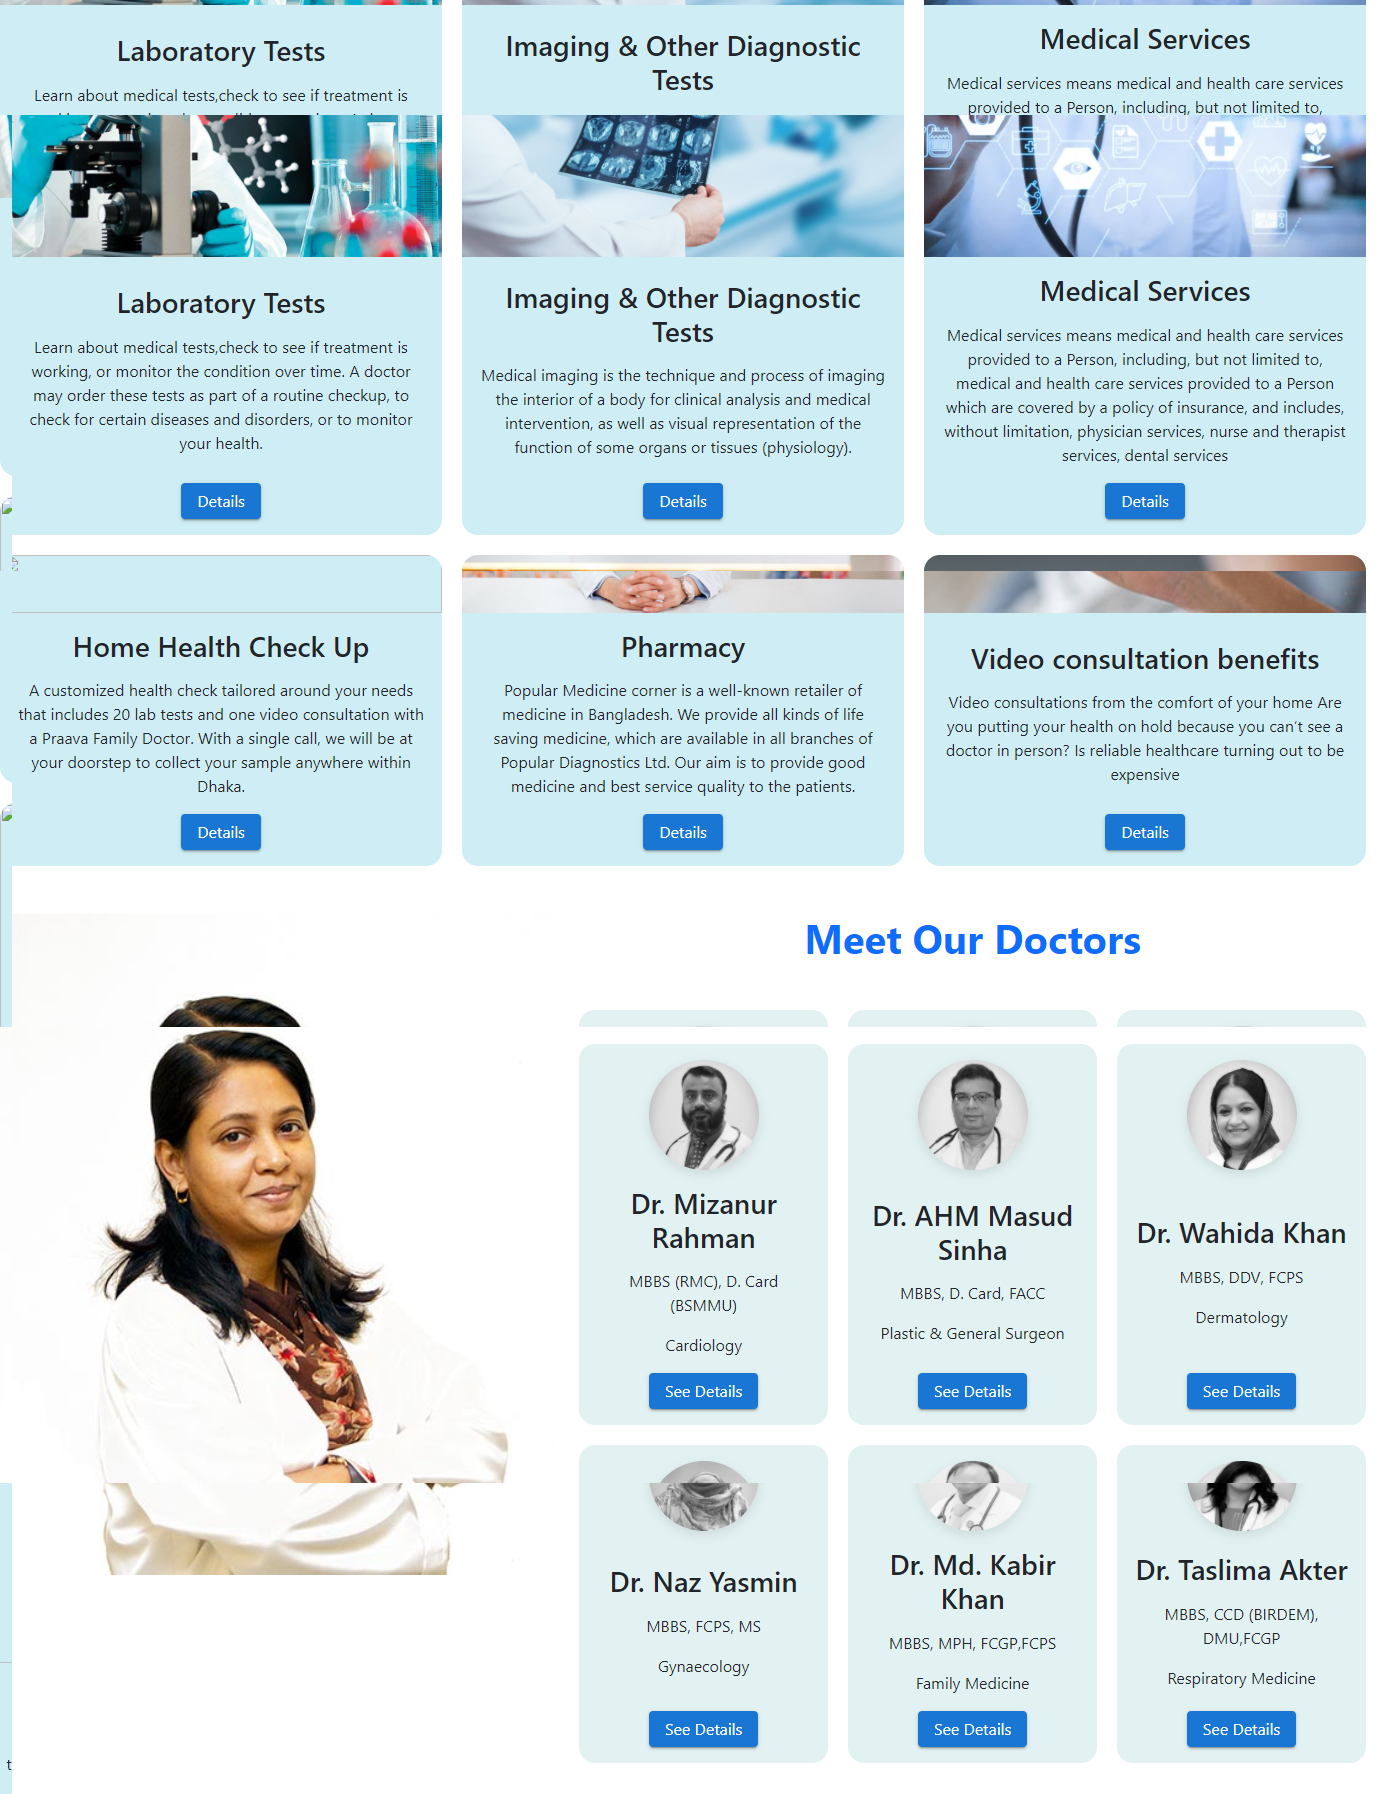 Laboratory Tests
Learn about medical tests,check to see if treatment is
Imaging & Other Diagnostic
Tests
Medical Services
Medical services means medical and health care services
provided to a Person, including, but not limited to,
Laboratory Tests
Learn about medical tests,check to see if treatment is
working, or monitor the condition over time. A doctor
may order these tests as part of a routine checkup, to
check for certain diseases and disorders, or to monitor
your health.
Details
Imaging & Other Diagnostic
Tests
Medical imaging is the technique and process of imaging
the interior of a body for clinical analysis and medical
intervention, as well as visual representation of the
function of some organs or tissues (physiology).
Details
Medical Services
Medical services means medical and health care services
provided to a Person, including, but not limited to,
medical and health care services provided to a Person
which are covered by a policy of insurance, and includes,
without limitation, physician services, nurse and therapist
services, dental services
Details
Home Health Check Up
A customized health check tailored around your needs
that includes 20 lab tests and one video consultation with
a Praava Family Doctor. With a single call, we will be at
your doorstep to collect your sample anywhere within
Dhaka.
Details
Pharmacy
Popular Medicine corner is a well-known retailer of
medicine in Bangladesh. We provide all kinds of life
saving medicine, which are available in all branches of
Popular Diagnostics Ltd. Our aim is to provide good
medicine and best service quality to the patients.
Details
Video consultation benefits
Video consultations from the comfort of your home Are
you putting your health on hold because you can't see a
doctor in person? Is reliable healthcare turning out to be
expensive
Details
Meet Our Doctors
Dr. Mizanur
Rahman
MBBS (RMC), D. Card
(BSMMU)
Cardiology
See Details
Dr. AHM Masud
Sinha
MBBS, D. Card, FACC
Plastic & General Surgeon
See Details
Dr. Wahida Khan
MBBS, DDV, FCPS
Dermatology
See Details
Dr. Naz Yasmin
MBBS, FCPS, MS
Gynaecology
See Details
Dr. Md. Kabir
Khan
MBBS, MPH, FCGP,FCPS
Family Medicine
See Details
Dr. Taslima Akter
MBBS, CCD (BIRDEM),
DMU,FCGP
Respiratory Medicine
See Details